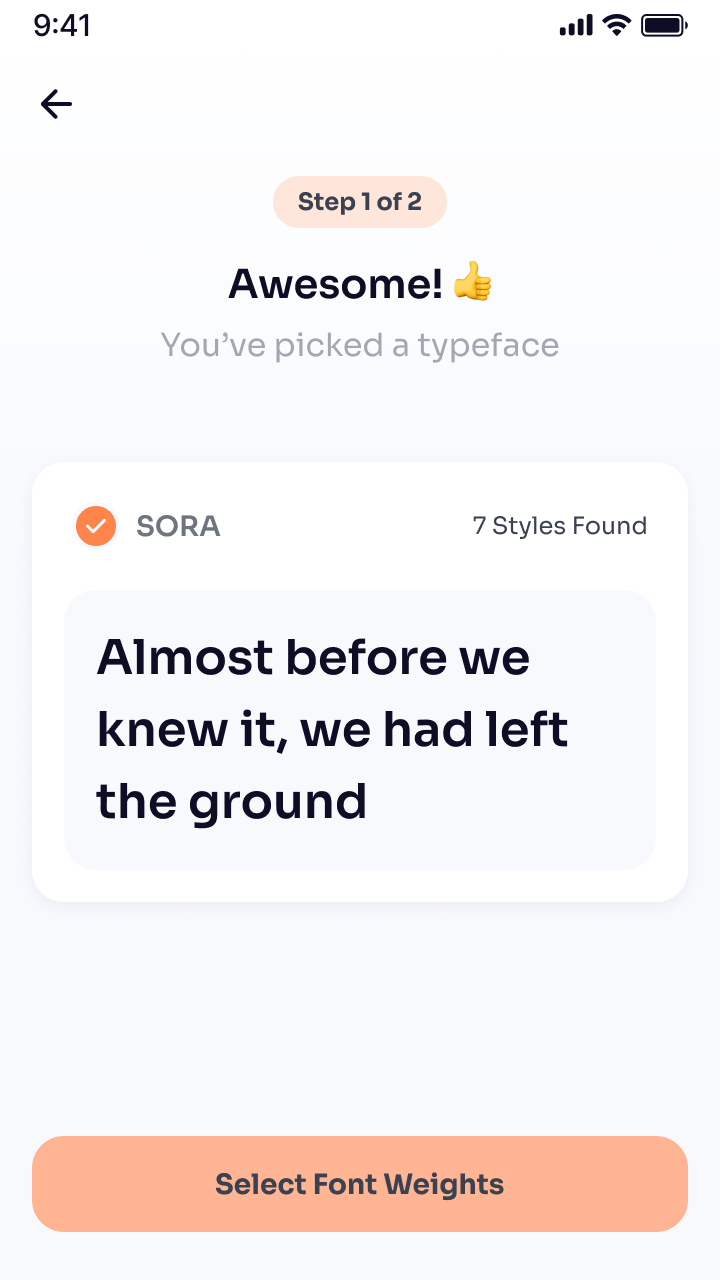 9:41
Step 1 of 2
Awesome! 👍
You’ve picked a typeface
SORA
7 Styles Found
Almost before we
knew it, we had left
the ground
Select Font Weights